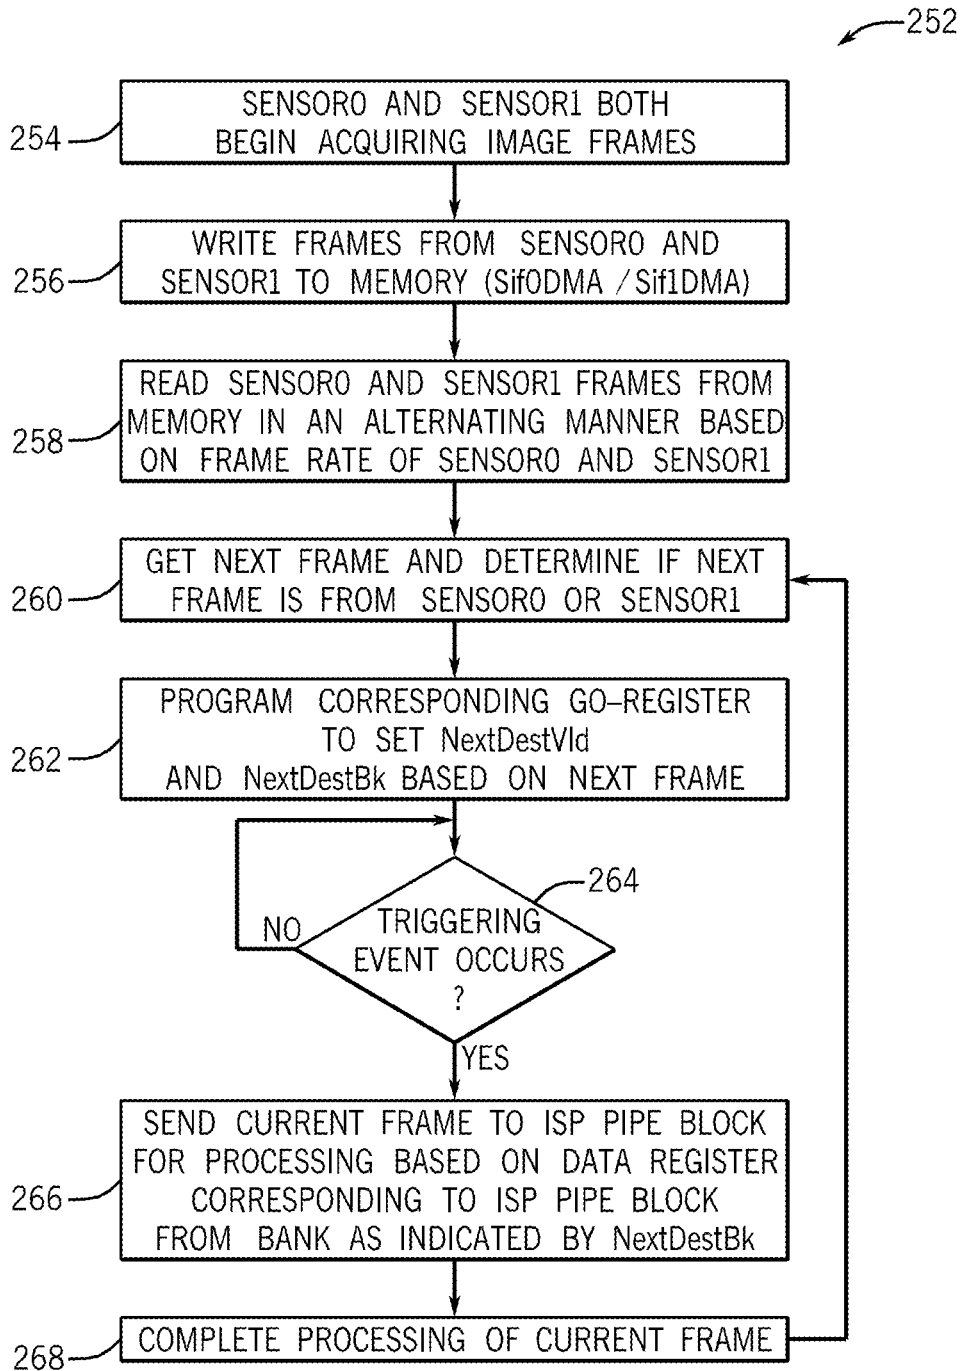 252
254
SENSOR0 AND SENSOR1 BOTH
BEGIN ACQUIRING IMAGE FRAMES
256
WRITE FRAMES FROM SENSOR0 AND
SENSOR1 TO MEMORY (Sif0DMA / Sif1DMA)
258
READ SENSOR0 AND SENSOR1 FRAMES FROM
MEMORY IN AN ALTERNATING MANNER BASED
ON FRAME RATE OF SENSOR0 AND SENSOR1
260
GET NEXT FRAME AND DETERMINE IF NEXT
FRAME IS FROM SENSOR0 OR SENSOR1
262
PROGRAM CORRESPONDING GO-REGISTER
TO SET NextDestVld
AND NextDestBk BASED ON NEXT FRAME
264
TRIGGERING
EVENT OCCURS
?
NO
YES
266
SEND CURRENT FRAME TO ISP PIPE BLOCK
FOR PROCESSING BASED ON DATA REGISTER
CORRESPONDING TO ISP PIPE BLOCK
FROM BANK AS INDICATED BY NextDestBk
268
COMPLETE PROCESSING OF CURRENT FRAME